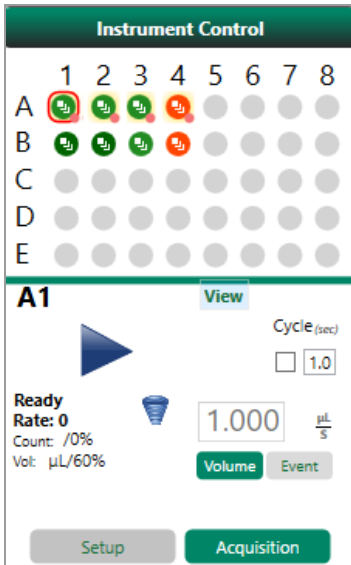 Instrument Control
1 2 3 4 5 6 7 8
A
B
C
D
E
A1
View
Cycle (sec)
1.0
Ready
Rate: 0
Count: /0%
Vol: µL/60%
1.000 µL/S
Volume Event
Setup Acquisition